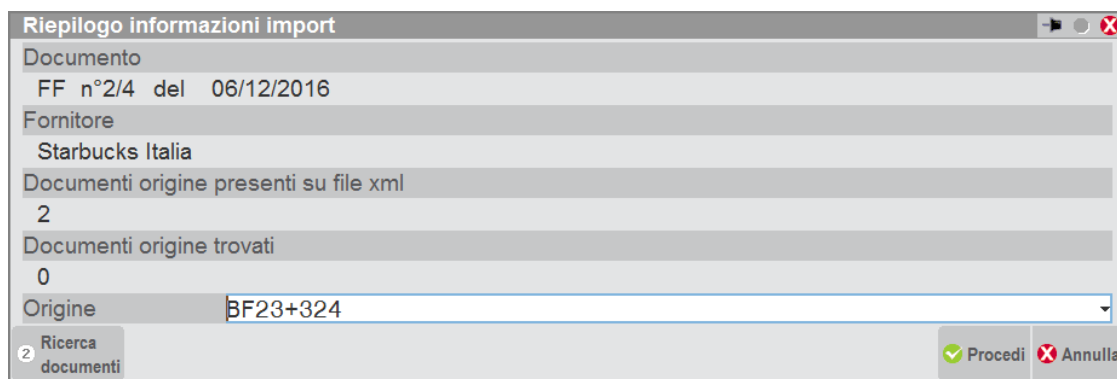 Riepilogo informazioni import
Documento
FF n°2/4 del 06/12/2016
Fornitore
Starbucks Italia
Documenti origine presenti su file xml
2
Documenti origine trovati
0
Origine BF23+324
2 Ricerca documenti Procedi Annulla